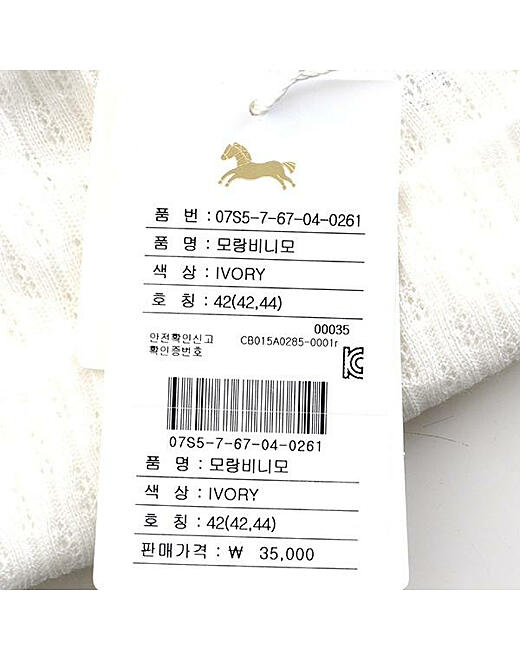 품 번 : 07S5-7-67-04-0261
품 명 : 모랑비니모
색 상 : IVORY
호 칭 : 42(42,44)
00035
안전확인신고 CB015A0285-0001r
확인증번호
07S5-7-67-04-0261
품 명 : 모랑비니모
색 상 : IVORY
호 칭 : 42(42,44)
판매가격 : ₩ 35,000